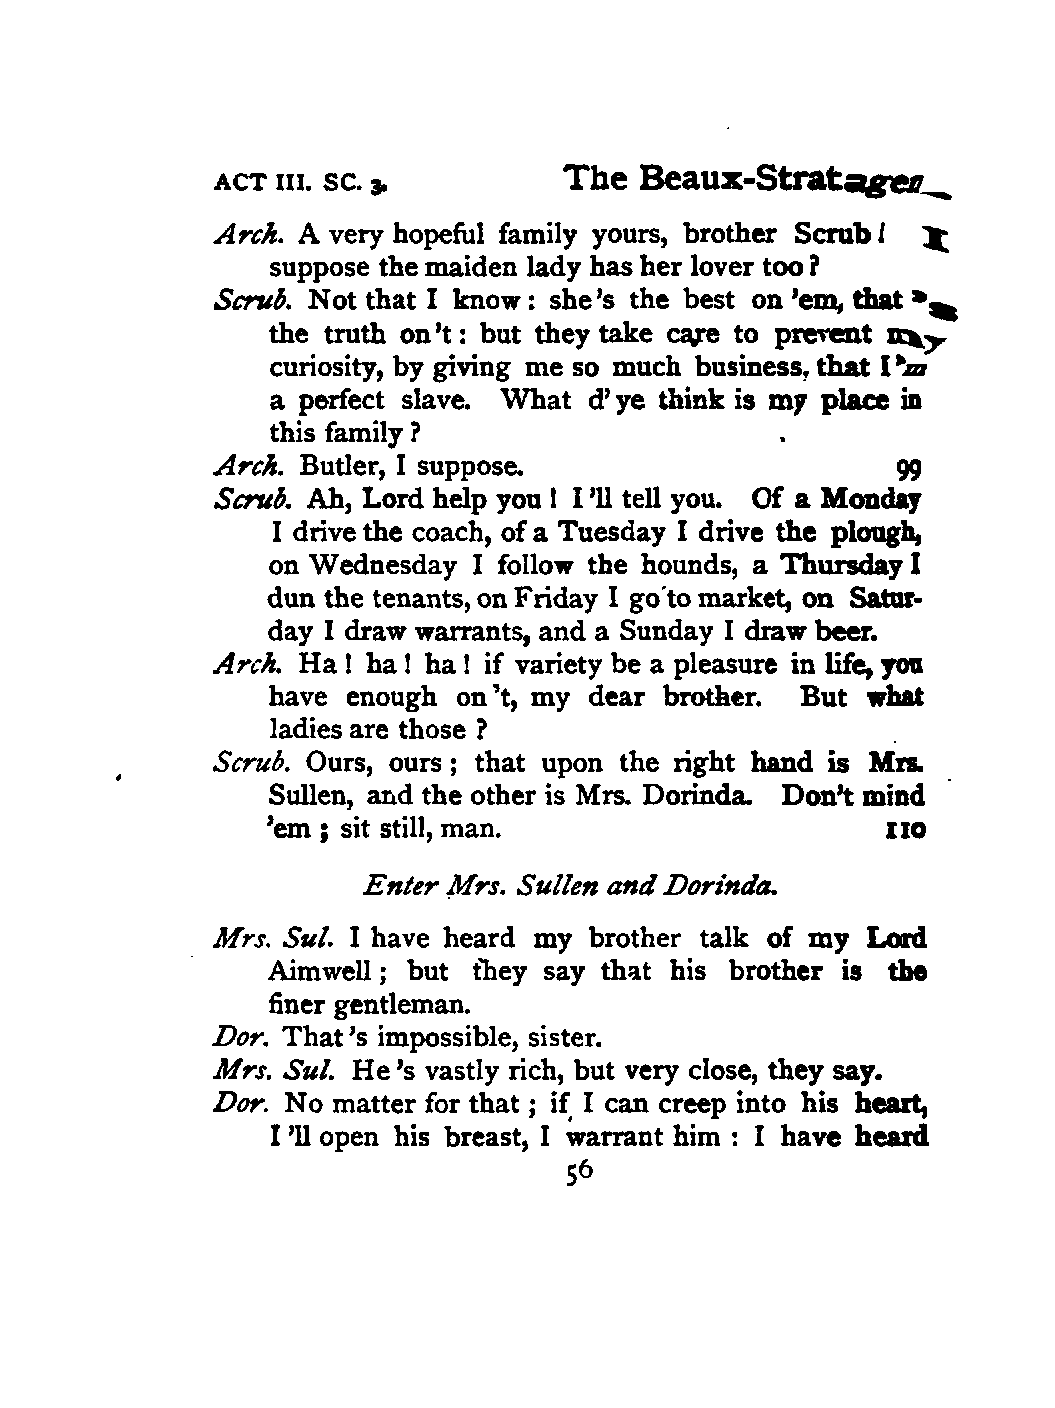 ACT III. SC. 3. The Beaux-Stratagem
Arch. A very hopeful family yours, brother Scrub! I
suppose the maiden lady has her lover too?
Scrub. Not that I know: she's the best on 'em, that's
the truth on't: but they take care to prevent my
curiosity, by giving me so much business, that I'm
a perfect slave. What d'ye think is my place in
this family?
Arch. Butler, I suppose. 99
Scrub. Ah, Lord help you! I'll tell you. Of a Monday
I drive the coach, of a Tuesday I drive the plough,
on Wednesday I follow the hounds, a Thursday I
dun the tenants, on Friday I go to market, on Satur-
day I draw warrants, and a Sunday I draw beer.
Arch. Ha! ha! ha! if variety be a pleasure in life, you
have enough on't, my dear brother. But what
ladies are those?
Scrub. Ours, ours; that upon the right hand is Mrs.
Sullen, and the other is Mrs. Dorinda. Don't mind
'em; sit still, man. 110
Enter Mrs. Sullen and Dorinda.
Mrs. Sul. I have heard my brother talk of my Lord
Aimwell; but they say that his brother is the
finer gentleman.
Dor. That's impossible, sister.
Mrs. Sul. He's vastly rich, but very close, they say.
Dor. No matter for that; if I can creep into his heart,
I'll open his breast, I warrant him: I have heard
56